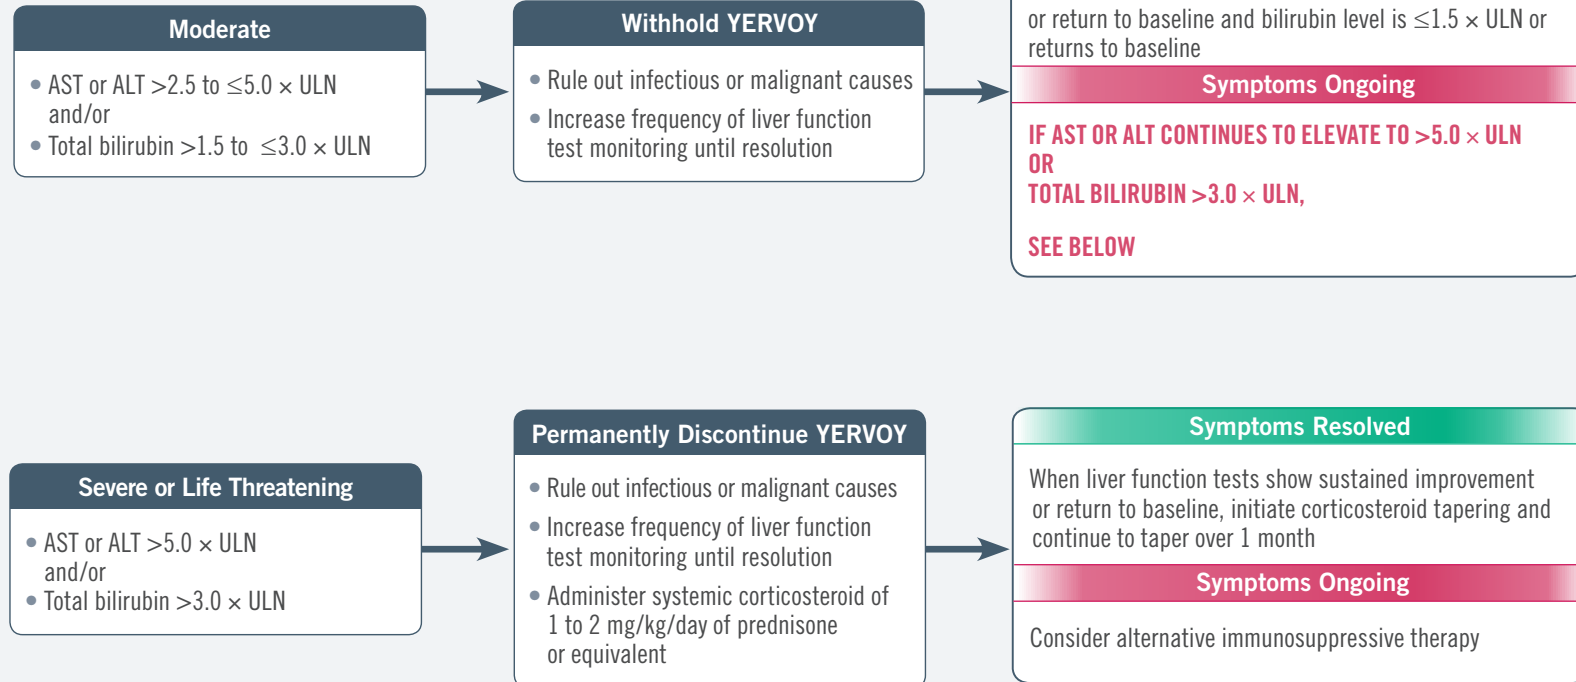 Moderate
• AST or ALT >2.5 to ≤5.0 × ULN
and/or
• Total bilirubin >1.5 to ≤3.0 × ULN
Withhold YERVOY
• Rule out infectious or malignant causes
• Increase frequency of liver function
test monitoring until resolution
or return to baseline and bilirubin level is ≤1.5 × ULN or
returns to baseline
Symptoms Ongoing
IF AST OR ALT CONTINUES TO ELEVATE TO >5.0 × ULN
OR
TOTAL BILIRUBIN >3.0 × ULN,
SEE BELOW
Severe or Life Threatening
• AST or ALT >5.0 × ULN
and/or
• Total bilirubin >3.0 × ULN
Permanently Discontinue YERVOY
• Rule out infectious or malignant causes
• Increase frequency of liver function
test monitoring until resolution
• Administer systemic corticosteroid of
1 to 2 mg/kg/day of prednisone
or equivalent
Symptoms Resolved
When liver function tests show sustained improvement
or return to baseline, initiate corticosteroid tapering and
continue to taper over 1 month
Symptoms Ongoing
Consider alternative immunosuppressive therapy